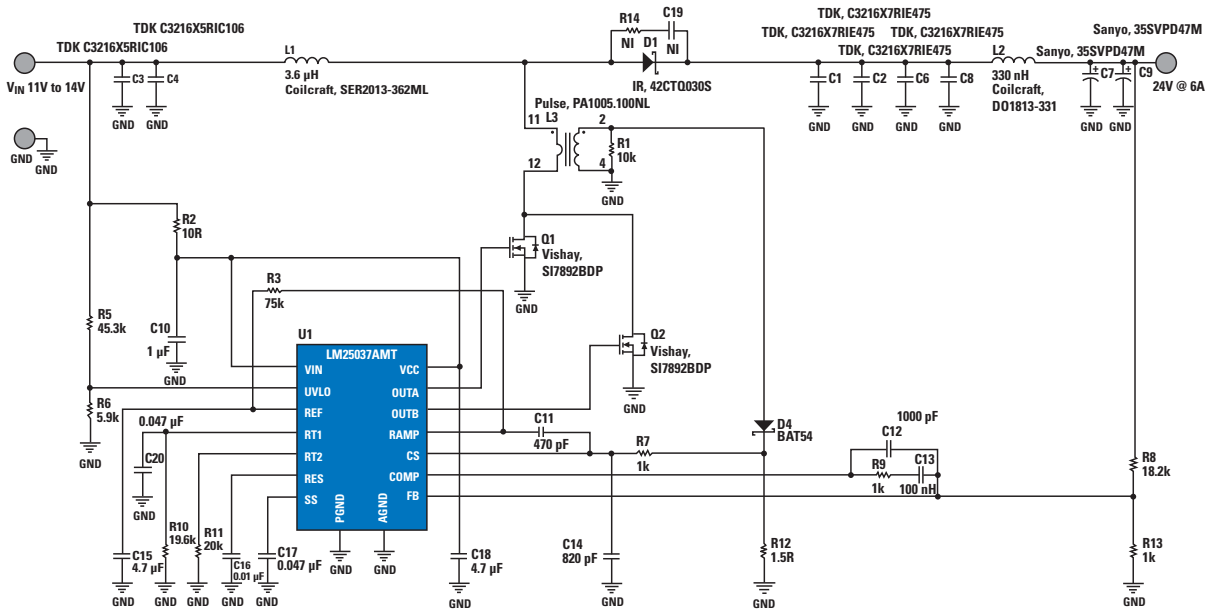 TDK C3216X5RIC106
TDK C3216X5RIC106
VIN 11V to 14V
C3
C4
GND
GND
GND
GND
L1
3.6 µH
Coilcraft, SER2013-362ML
R14
NI
C19
NI
D1
IR, 42CTQ030S
TDK, C3216X7RIE475
TDK, C3216X7RIE475
TDK, C3216X7RIE475
TDK, C3216X7RIE475
C1
C2
C6
C8
GND
GND
GND
GND
L2
330 nH
Coilcraft,
DO1813-331
Sanyo, 35SVPD47M
Sanyo, 35SVPD47M
C7
C9
+
+
GND
GND
24V @ 6A
Pulse, PA1005.100NL
L3
11
12
2
4
R1
10k
GND
R2
10R
R3
75k
R5
45.3k
C10
1 µF
GND
R6
5.9k
GND
Q1
Vishay,
SI7892BDP
GND
Q2
Vishay,
SI7892BDP
GND
U1
LM25037AMT
VIN
UVLO
REF
RT1
RT2
RES
SS
PGND
AGND
VCC
OUTA
OUTB
RAMP
CS
COMP
FB
GND
GND
0.047 µF
C20
GND
C15
4.7 µF
GND
R10
19.6k
GND
R11
20k
GND
C16
0.01 µF
GND
C17
0.047 µF
GND
C18
4.7 µF
GND
C11
470 pF
R7
1k
C14
820 pF
GND
D4
BAT54
R12
1.5R
GND
1000 pF
C12
R9
1k
C13
100 nH
R8
18.2k
R13
1k
GND